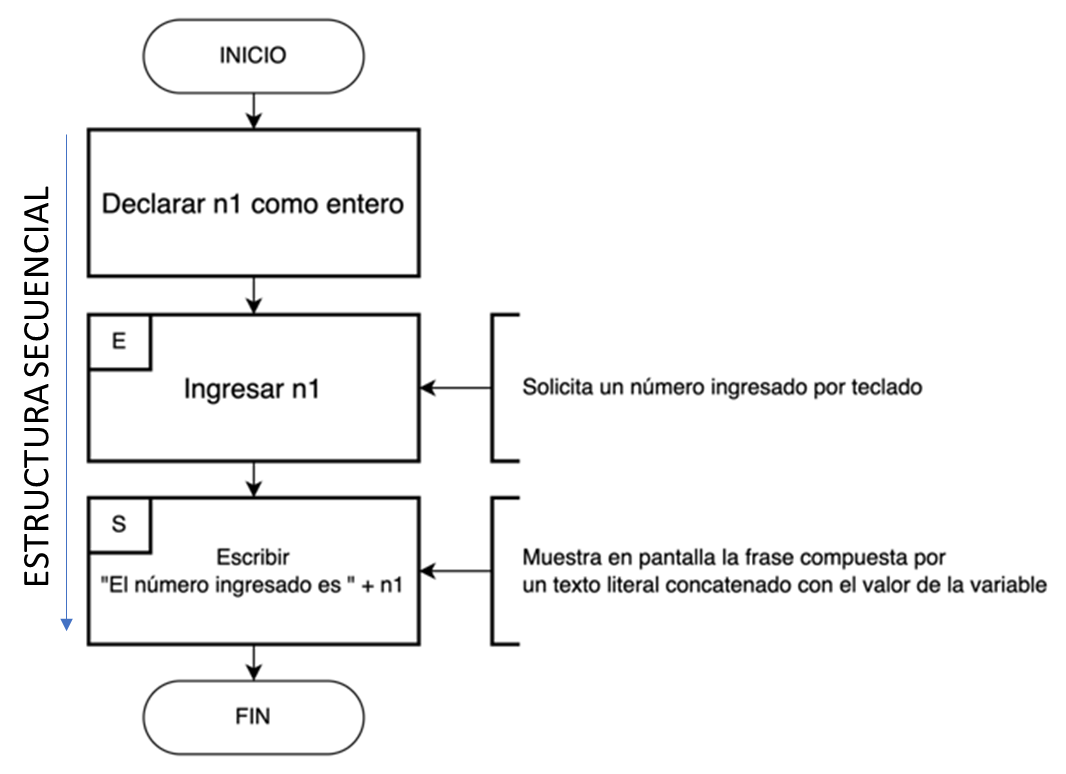 INICIO
ESTRUCTURA SECUENCIAL
Declarar n1 como entero
E
Ingresar n1
Solicita un número ingresado por teclado
S
Escribir
"El número ingresado es " + n1
Muestra en pantalla la frase compuesta por
un texto literal concatenado con el valor de la variable
FIN